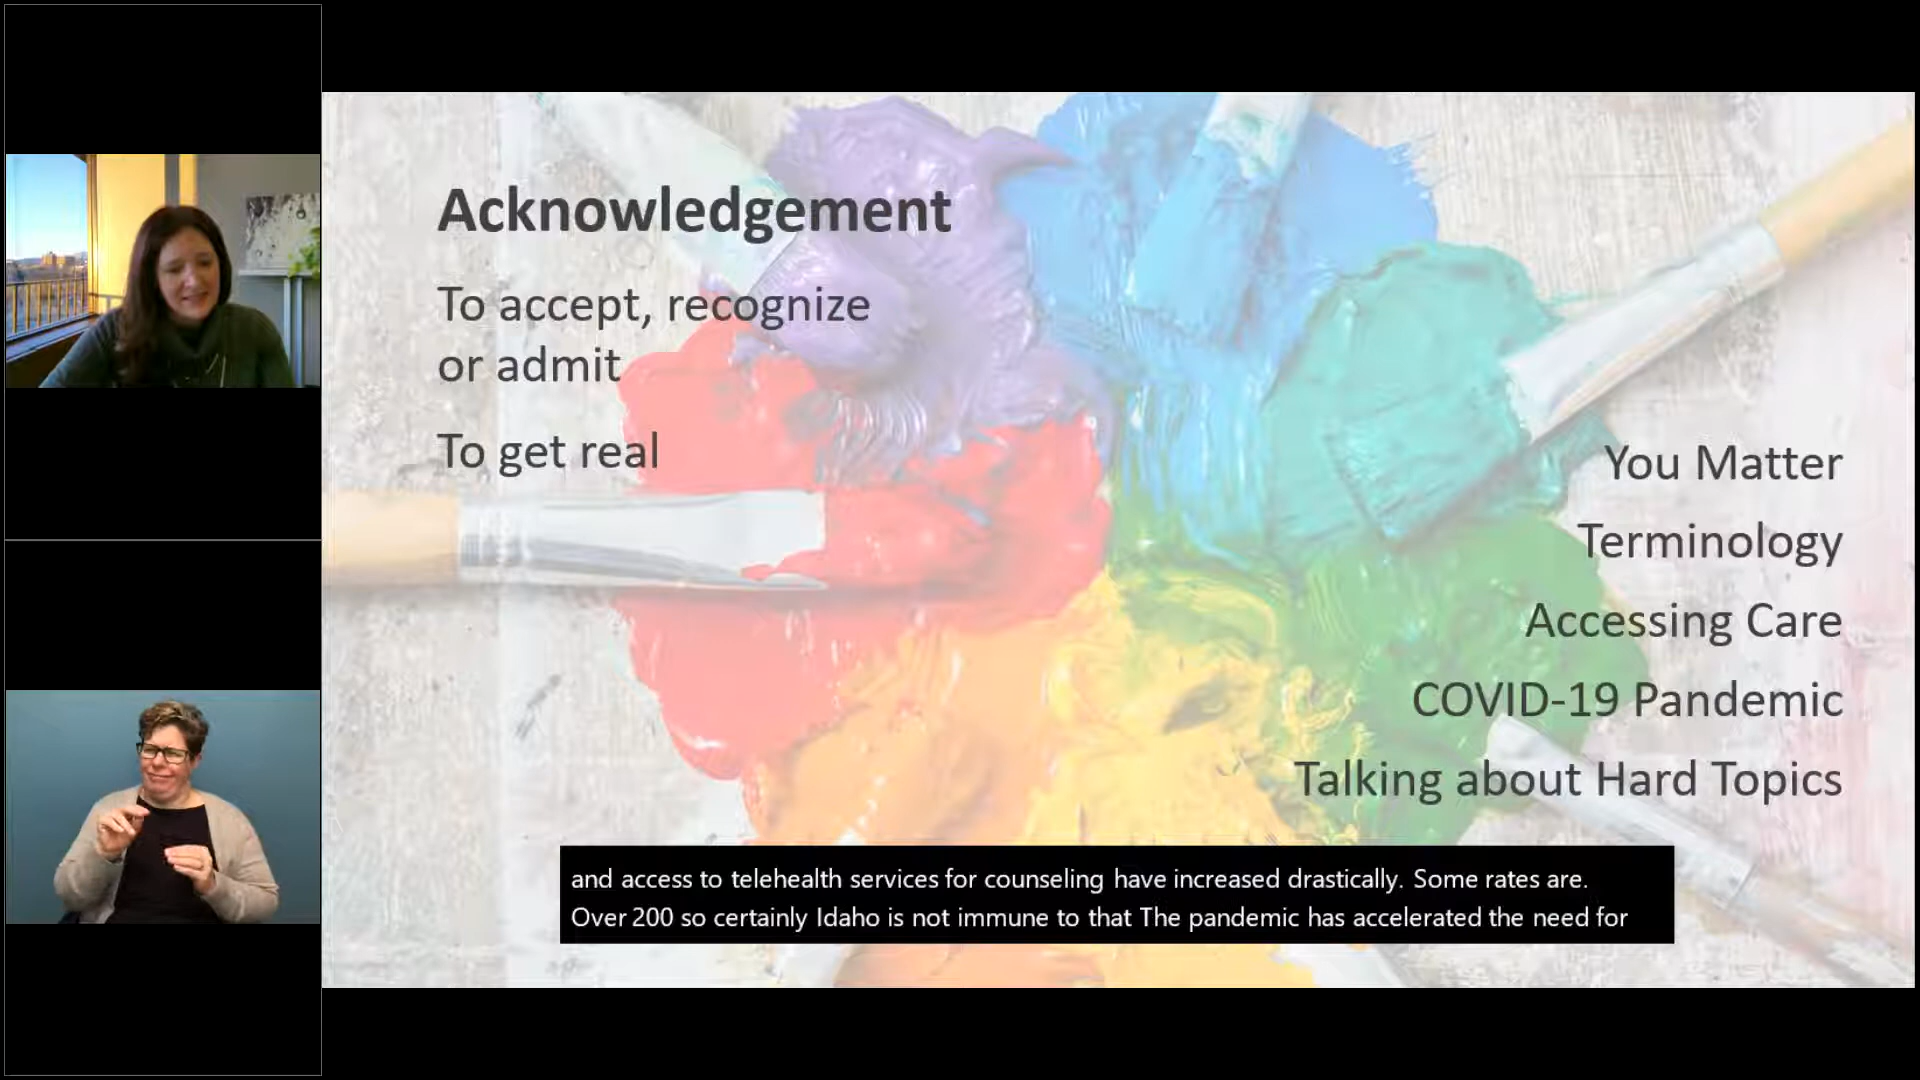 Acknowledgement
To accept, recognize
or admit
To get real
You Matter
Terminology
Accessing Care
COVID-19 Pandemic
Talking about Hard Topics
and access to telehealth services for counseling have increased drastically. Some rates are.
Over 200 so certainly Idaho is not immune to that The pandemic has accelerated the need for